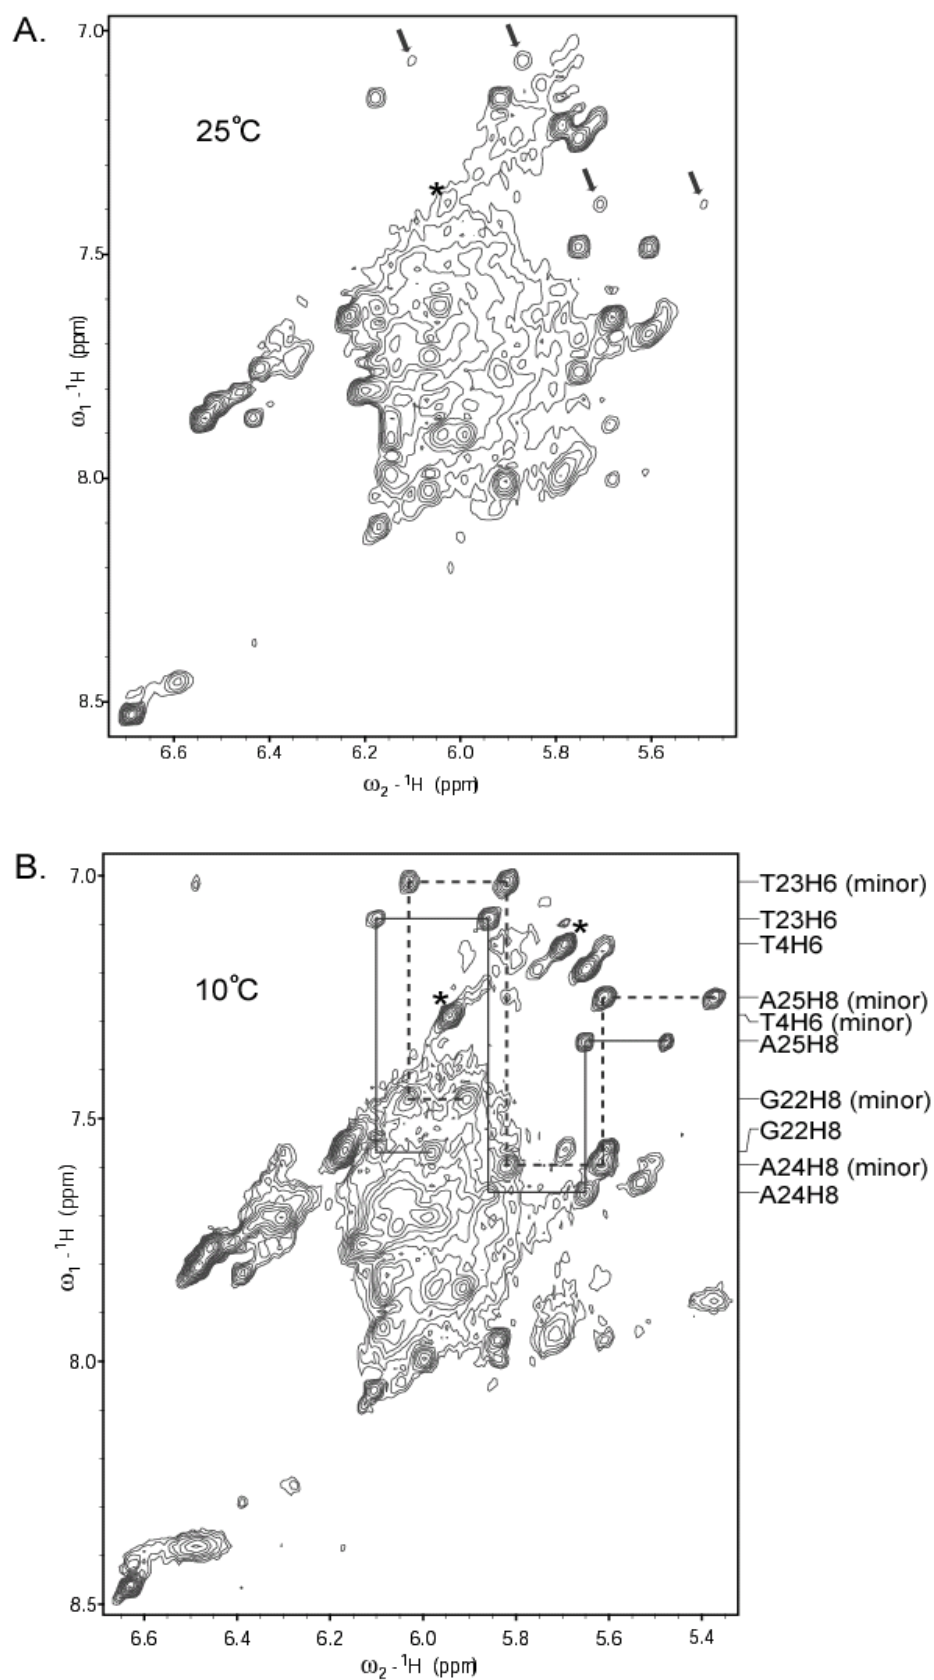 A.
25°C
*
7.0
7.5
8.0
8.5
ω1 - 1H (ppm)
6.6 6.4 6.2 6.0 5.8 5.6
ω2 - 1H (ppm)
B.
10°C
*
*
7.0
7.5
8.0
8.5
ω1 - 1H (ppm)
6.6 6.4 6.2 6.0 5.8 5.6 5.4
ω2 - 1H (ppm)
T23H6 (minor)
T23H6
T4H6
A25H8 (minor)
T4H6 (minor)
A25H8
G22H8 (minor)
G22H8
A24H8 (minor)
A24H8